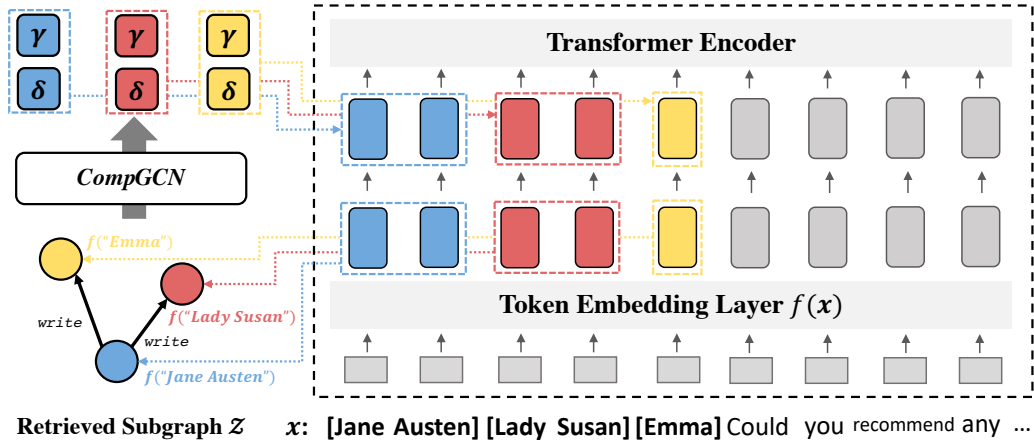 γ γ γ
δ δ δ
Transformer Encoder
CompGCN
f("Emma")
f("Lady Susan")
write
write
f("Jane Austen")
Token Embedding Layer f(x)
Retrieved Subgraph Z x: [Jane Austen] [Lady Susan] [Emma] Could you recommend any ...